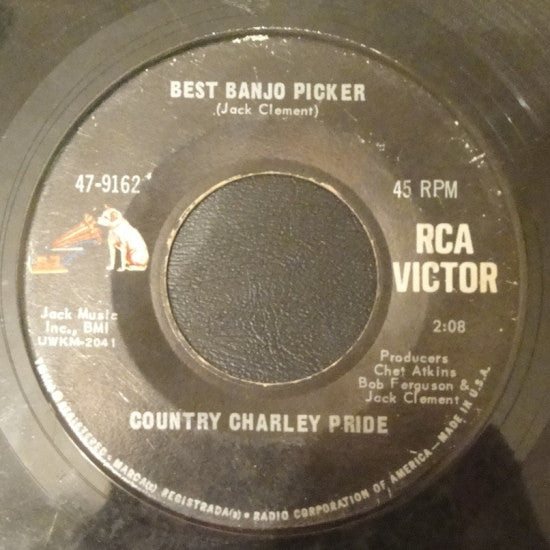 BEST BANJO PICKER
(Jack Clement)
47-9162
45 RPM
RCA
VICTOR
Jack Music
Inc., BMI
UWKM-2041
2:08
Producers
Chet Atkins
Bob Ferguson &
Jack Clement
COUNTRY CHARLEY PRIDE
REGISTERED • MARCA(s) REGISTRADA(s) • RADIO CORPORATION OF AMERICA—MADE IN U.S.A.